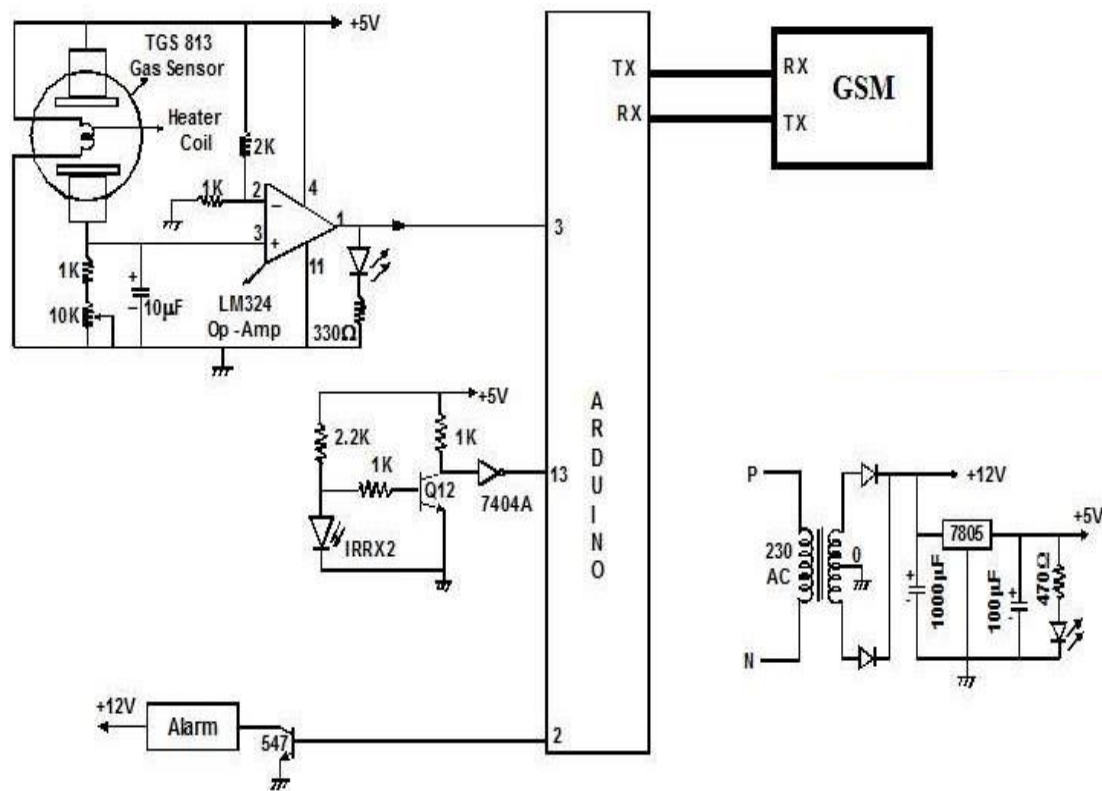 +5V
TGS 813
Gas Sensor
Heater
Coil
2K
1K
2
4
−
1
3
+
11
1K
+
−
10µF
10K
LM324
Op -Amp
330Ω
TX
RX
RX
TX
GSM
3
13
2
ARDUINO
+5V
2.2K
1K
1K
Q12
7404A
IRRX2
+12V
Alarm
547
P
N
230
AC
0
+12V
7805
+5V
+
-
1000µF
+
-
100µF
470Ω